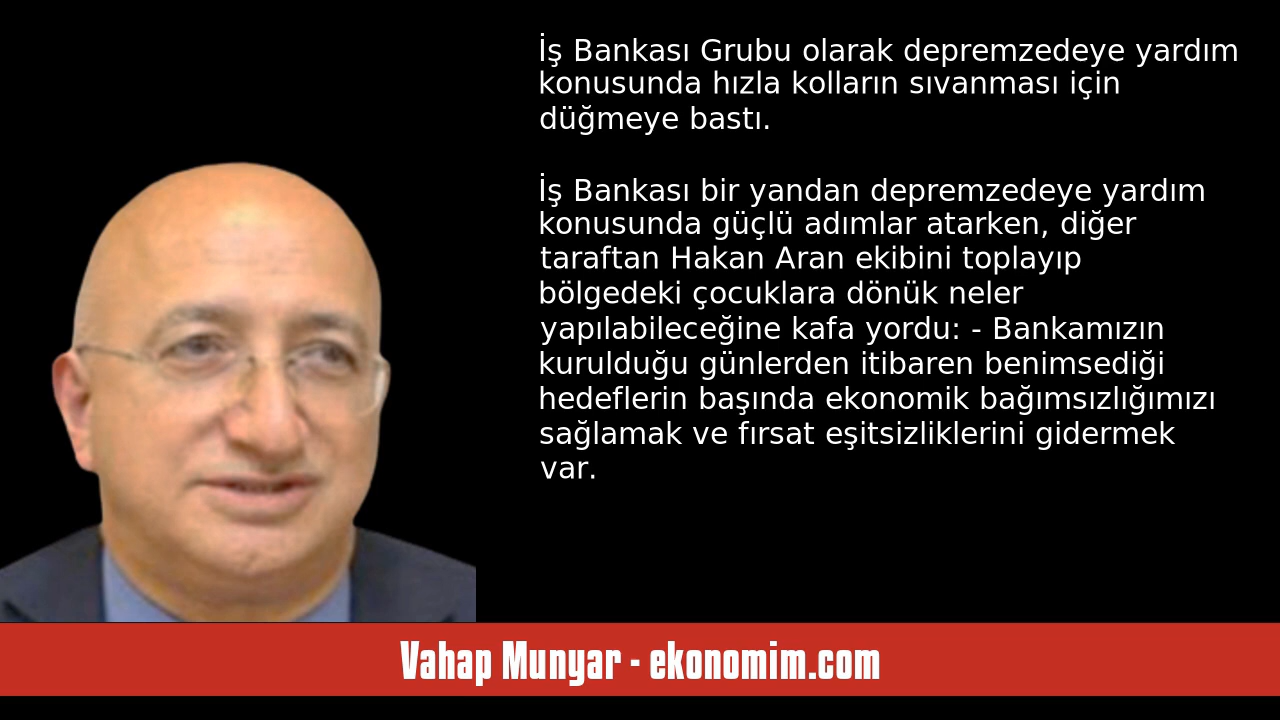 İş Bankası Grubu olarak depremzedeye yardım
konusunda hızla kolların sıvanması için
düğmeye bastı.
İş Bankası bir yandan depremzedeye yardım
konusunda güçlü adımlar atarken, diğer
taraftan Hakan Aran ekibini toplayıp
bölgedeki çocuklara dönük neler
yapılabileceğine kafa yordu: - Bankamızın
kurulduğu günlerden itibaren benimsediği
hedeflerin başında ekonomik bağımsızlığımızı
sağlamak ve fırsat eşitsizliklerini gidermek
var.
Vahap Munyar - ekonomim.com